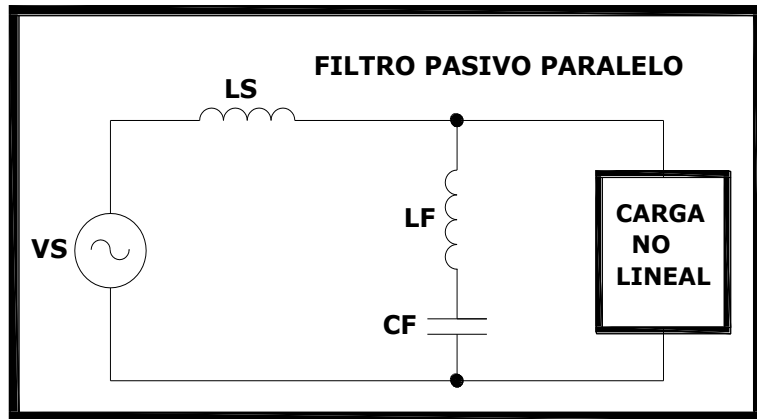 FILTRO PASIVO PARALELO
LS
LF
CARGA
NO
LINEAL
VS
CF